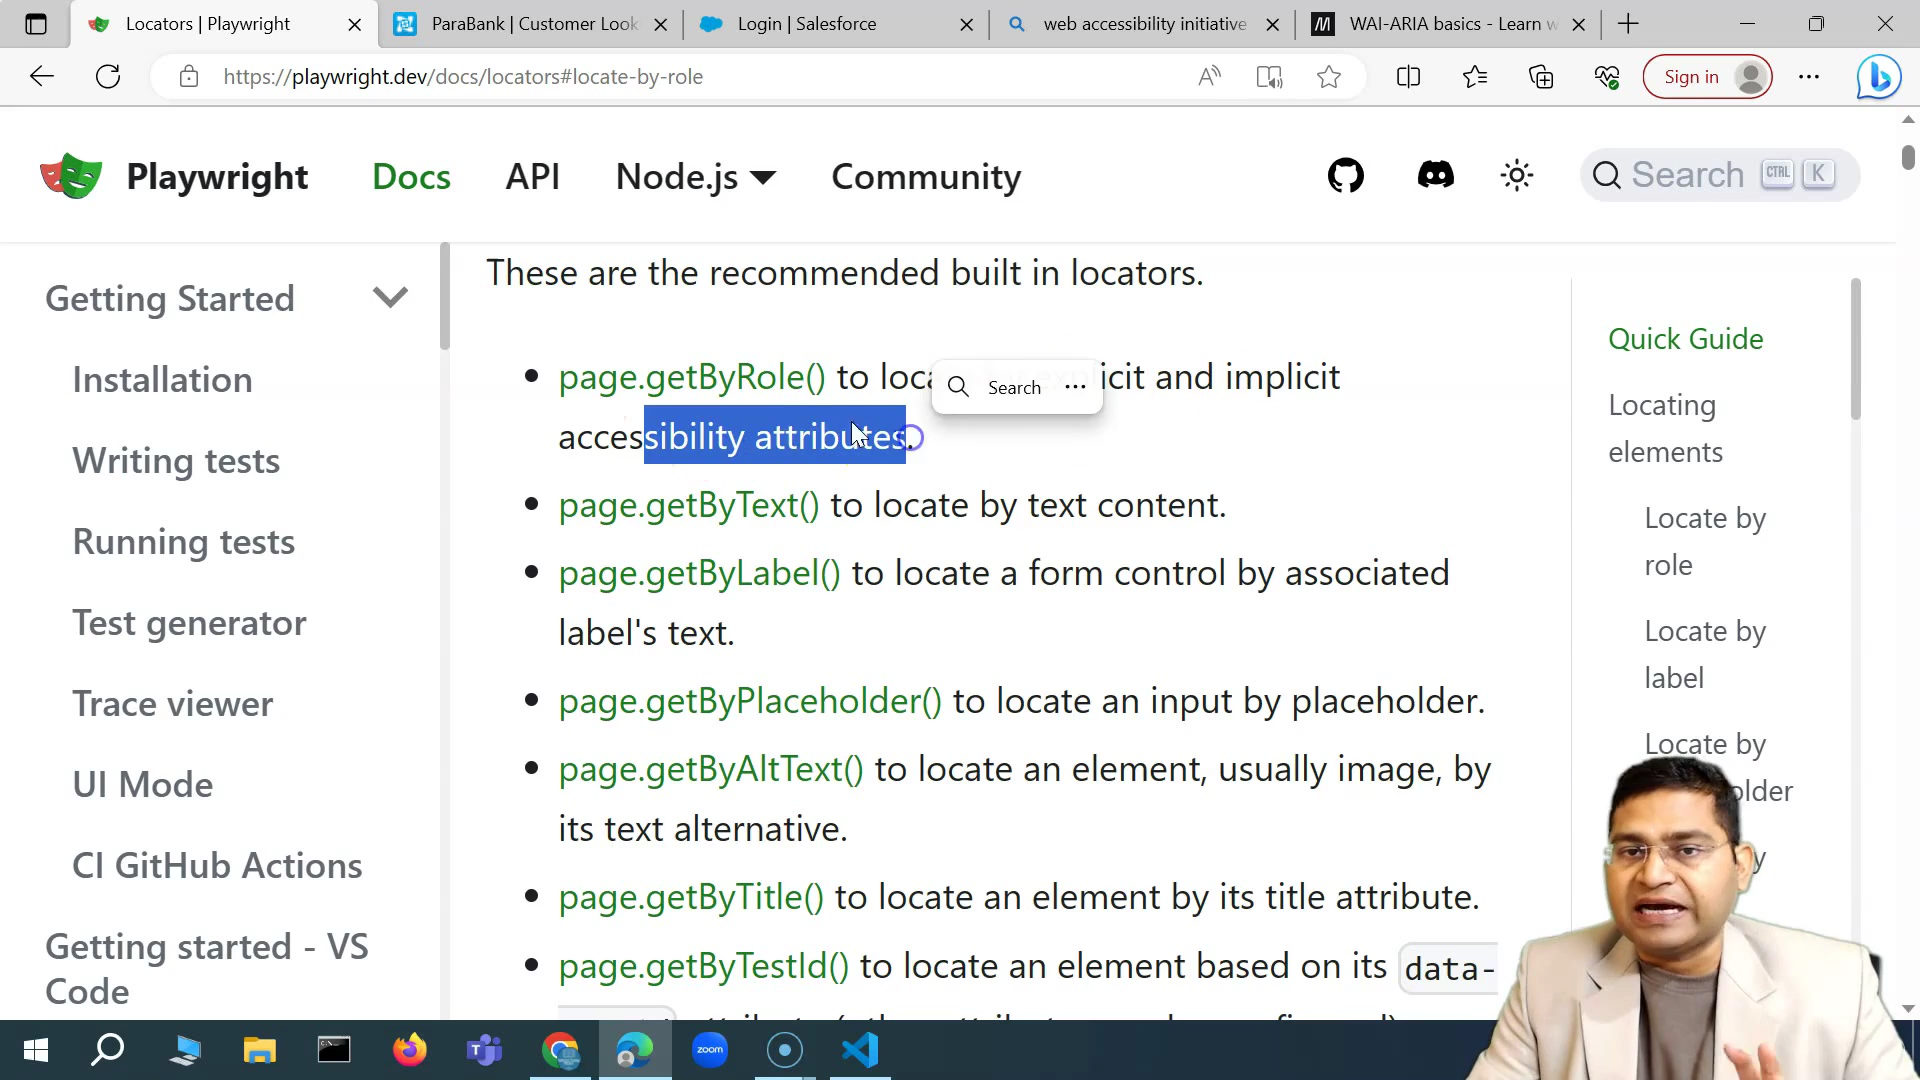 Locators | Playwright
ParaBank | Customer Look
Login | Salesforce
web accessibility initiative
WAI-ARIA basics - Learn w
https://playwright.dev/docs/locators#locate-by-role
Sign in
Playwright
Docs
API
Node.js
Community
Search
CTRL
K
These are the recommended built in locators.
Getting Started
Installation
Writing tests
Running tests
Test generator
Trace viewer
UI Mode
CI GitHub Actions
Getting started - VS
Code
page.getByRole() to implicit
Search
accessibility attributes.
page.getByText() to locate by text content.
page.getByLabel() to locate a form control by associated
label's text.
page.getByPlaceholder() to locate an input by placeholder.
page.getByAltText() to locate an element, usually image, by
its text alternative.
page.getByTitle() to locate an element by its title attribute.
page.getByTestId() to locate an element based on its data-
Quick Guide
Locating
elements
Locate by
role
Locate by
label
Locate by
zoom